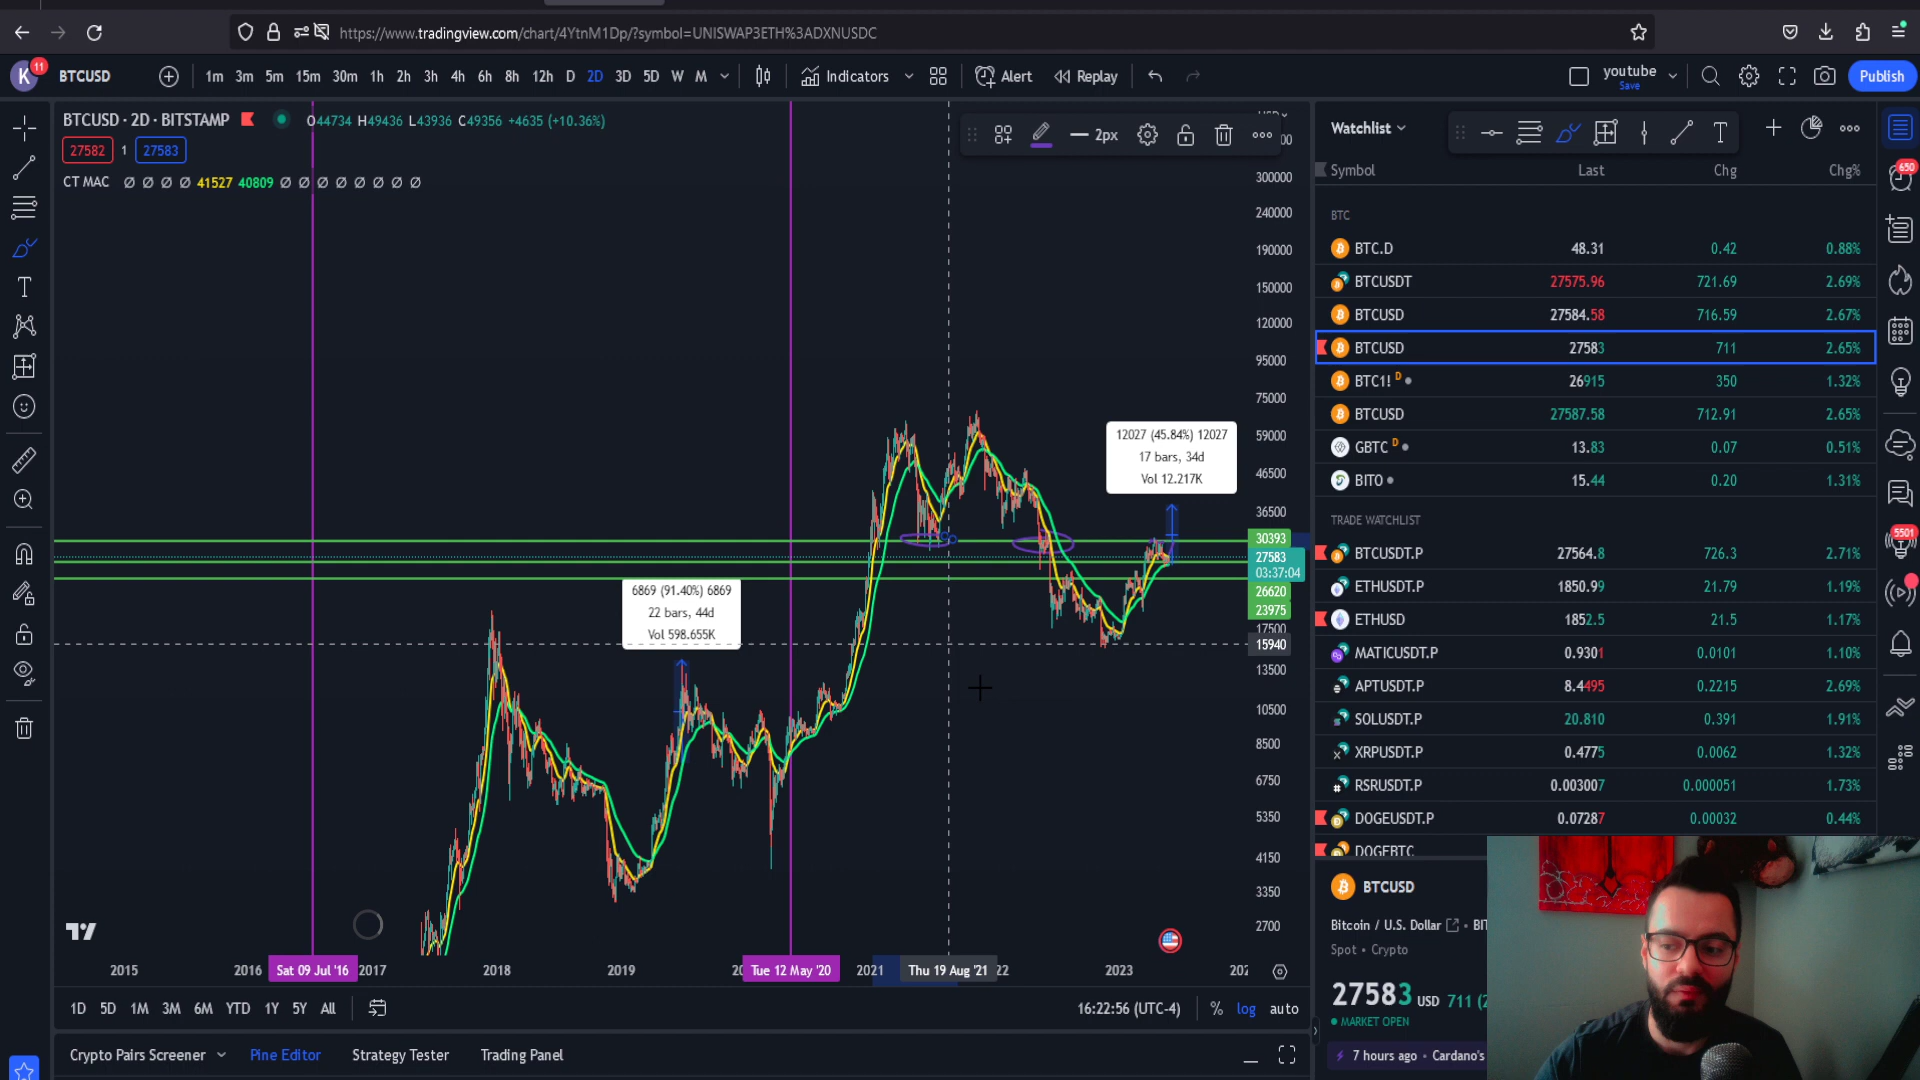 https://www.tradingview.com/chart/4YtnM1Dp/?symbol=UNISWAP3ETH%3ADXNUSDC
K 11 BTCUSD 1m 3m 5m 15m 30m 1h 2h 3h 4h 6h 8h 12h D 2D 3D 5D W M Indicators Alert Replay youtube Save Publish
BTCUSD · 2D · BITSTAMP O44734 H49436 L43936 C49356 +4635 (+10.36%)
27582 1 27583
CT MAC Ø Ø Ø Ø 41527 40809 Ø Ø Ø Ø Ø Ø Ø Ø
2px
300000
240000
190000
150000
120000
95000
75000
59000
46500
36500
30393
27583
03:37:04
26620
23975
17500
15940
13500
10500
8500
6750
5350
4150
3350
2700
12027 (45.84%) 12027
17 bars, 34d
Vol 12.217K
6869 (91.40%) 6869
22 bars, 44d
Vol 598.655K
2015 2016 Sat 09 Jul '16 2017 2018 2019 Tue 12 May '20 2021 Thu 19 Aug '21 22 2023
1D 5D 1M 3M 6M YTD 1Y 5Y All 16:22:56 (UTC-4) % log auto
Crypto Pairs Screener Pine Editor Strategy Tester Trading Panel
Watchlist
Symbol Last Chg Chg%
BTC
BTC.D 48.31 0.42 0.88%
BTCUSDT 27575.96 721.69 2.69%
BTCUSD 27584.58 716.59 2.67%
BTCUSD 27583 711 2.65%
BTC1! D 26915 350 1.32%
BTCUSD 27587.58 712.91 2.65%
GBTC D 13.83 0.07 0.51%
BITO 15.44 0.20 1.31%
TRADE WATCHLIST
BTCUSDT.P 27564.8 726.3 2.71%
ETHUSDT.P 1850.99 21.79 1.19%
ETHUSD 1852.5 21.5 1.17%
MATICUSDT.P 0.9301 0.0101 1.10%
APTUSDT.P 8.4495 0.2215 2.69%
SOLUSDT.P 20.810 0.391 1.91%
XRPUSDT.P 0.4775 0.0062 1.32%
RSRUSDT.P 0.003007 0.000051 1.73%
DOGEUSDT.P 0.07287 0.00032 0.44%
DOGEBTC
BTCUSD
Bitcoin / U.S. Dollar
Spot • Crypto
27583 USD 711
MARKET OPEN
7 hours ago • Cardano's
650
5501